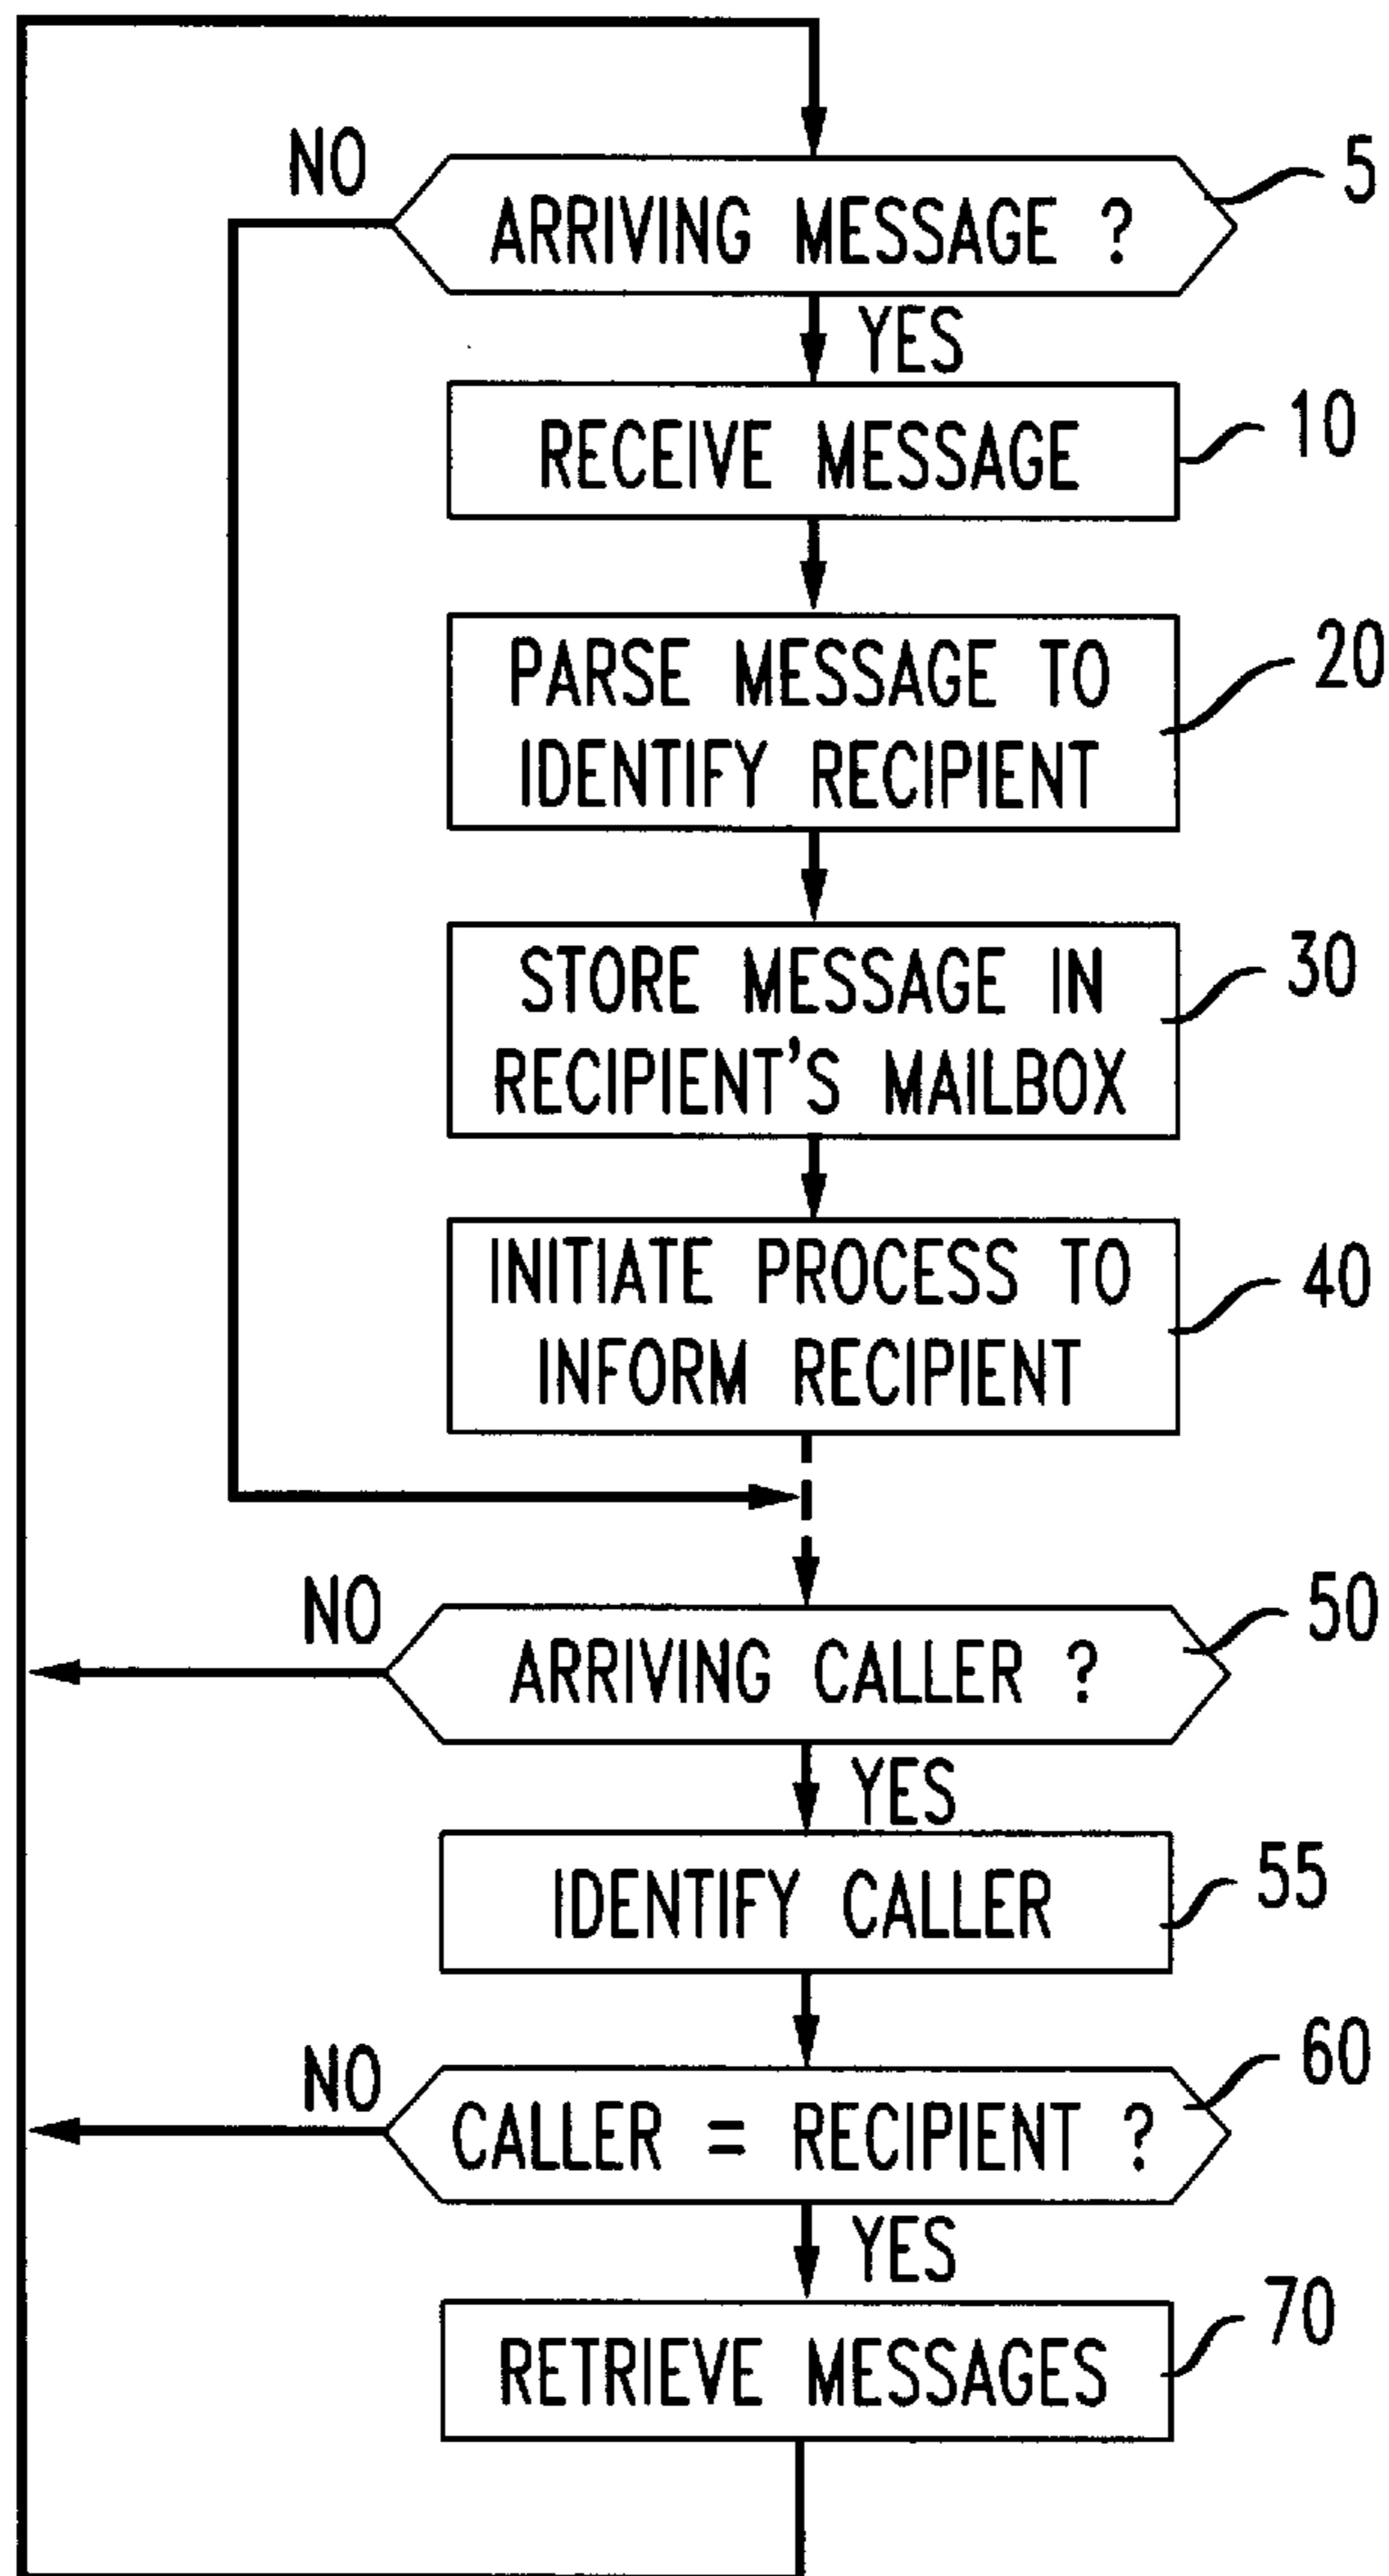 NO
5
ARRIVING MESSAGE ?
YES
10
RECEIVE MESSAGE
20
PARSE MESSAGE TO
IDENTIFY RECIPIENT
30
STORE MESSAGE IN
RECIPIENT'S MAILBOX
40
INITIATE PROCESS TO
INFORM RECIPIENT
NO
50
ARRIVING CALLER ?
YES
55
IDENTIFY CALLER
NO
60
CALLER = RECIPIENT ?
YES
70
RETRIEVE MESSAGES